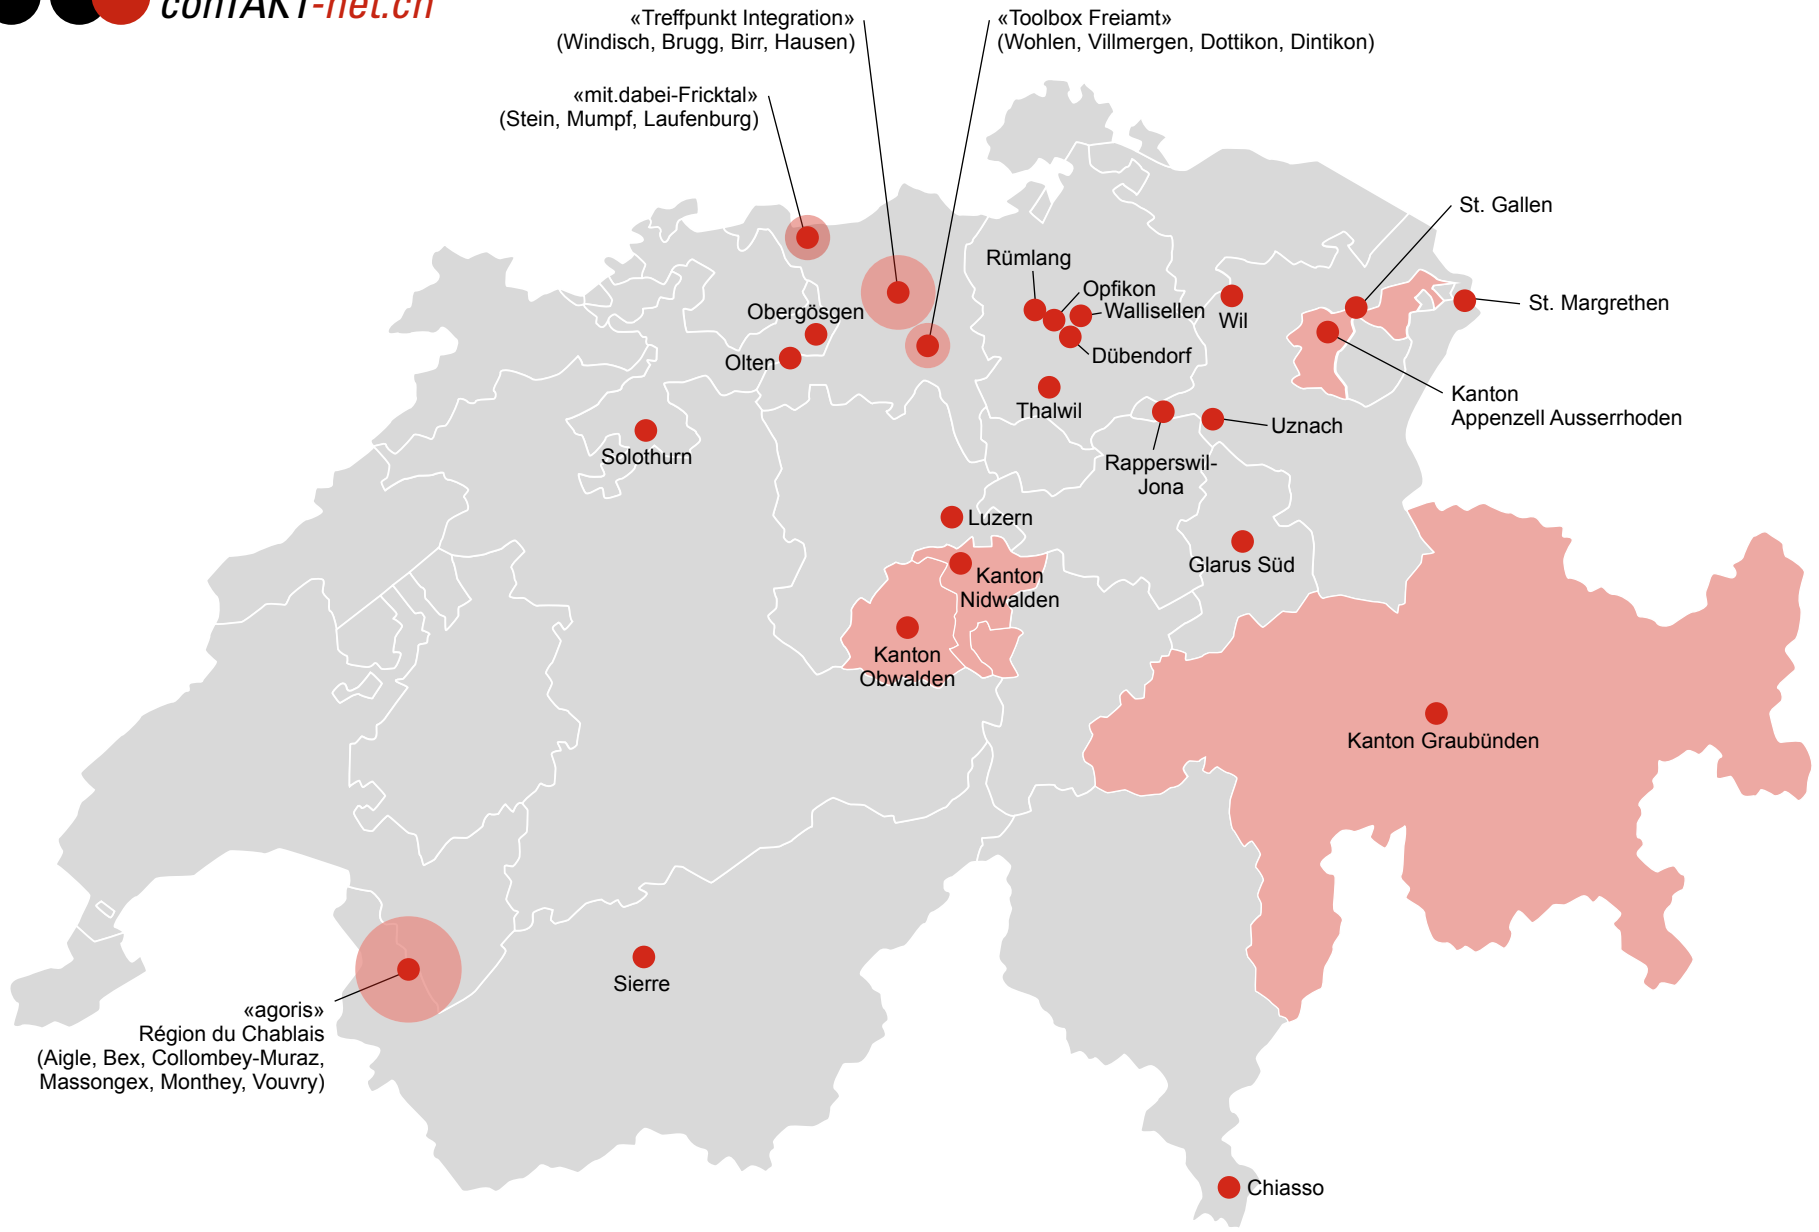 contAKT-net.ch
«Treffpunkt Integration»
(Windisch, Brugg, Birr, Hausen)
«Toolbox Freiamt»
(Wohlen, Villmergen, Dottikon, Dintikon)
«mit.dabei-Fricktal»
(Stein, Mumpf, Laufenburg)
St. Gallen
Rümlang
Opfikon
Wallisellen
St. Margrethen
Obergösgen
Wil
Olten
Dübendorf
Kanton
Appenzell Ausserrhoden
Thalwil
Uznach
Solothurn
Rapperswil-
Jona
Luzern
Glarus Süd
Kanton
Nidwalden
Kanton
Obwalden
Kanton Graubünden
Sierre
«agoris»
Région du Chablais
(Aigle, Bex, Collombey-Muraz,
Massongex, Monthey, Vouvry)
Chiasso